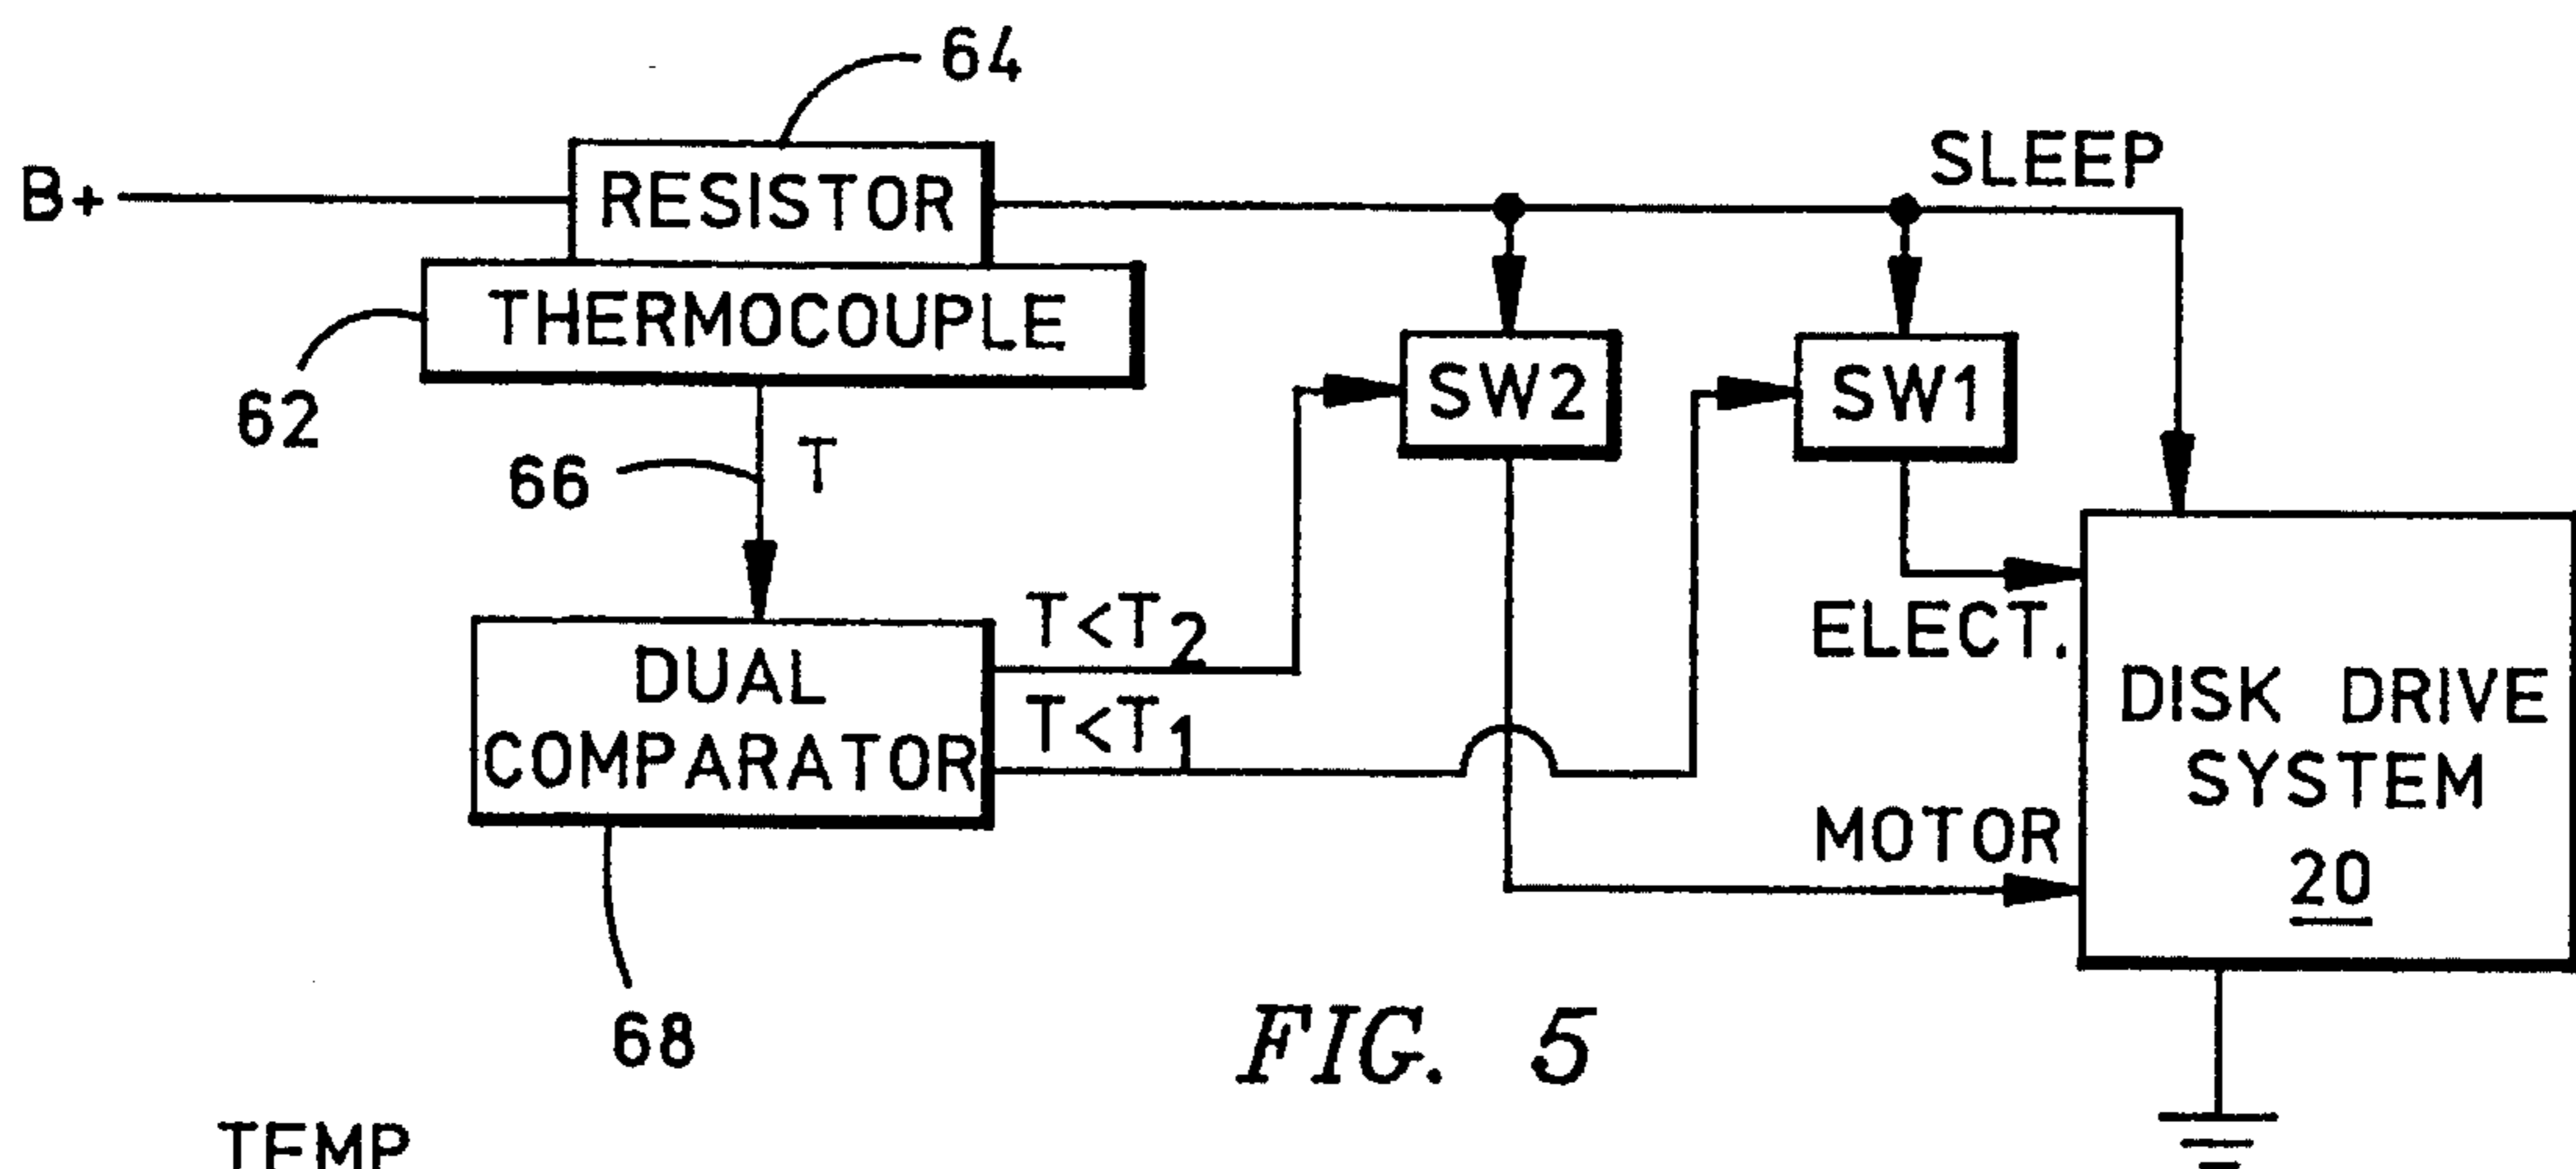 64
B+
RESISTOR
SLEEP
THERMOCOUPLE
62
66
T
SW2
SW1
T<T2
T<T1
ELECT.
DUAL
COMPARATOR
DISK DRIVE
SYSTEM
20
MOTOR
68
FIG. 5
TEMP